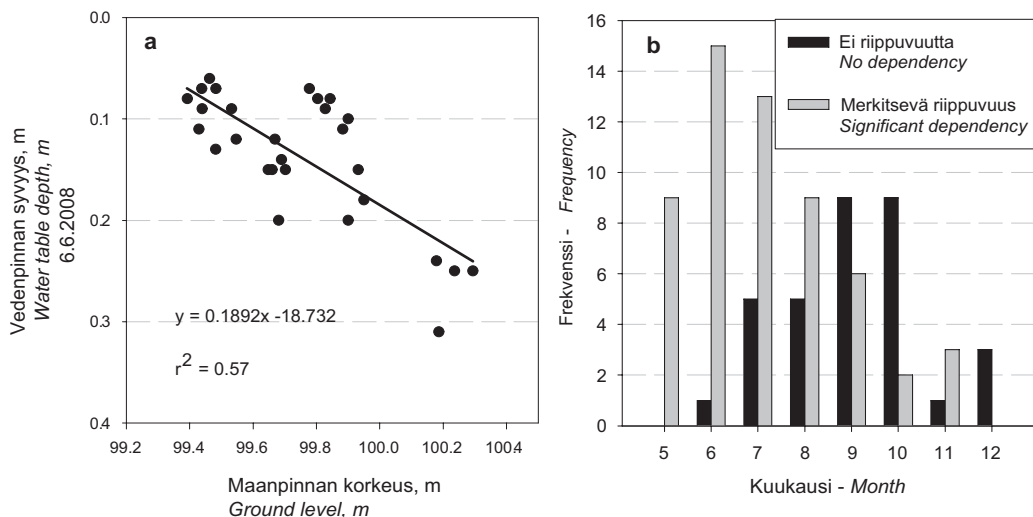 a
0.0
0.1
0.2
0.3
0.4
99.2
99.4
99.6
99.8
100.0
100.2
1004
y = 0.1892x -18.732
r2 = 0.57
Vedenpinnan syvyys, m
Water table depth, m
6.6.2008
Maanpinnan korkeus, m
Ground level, m
b
16
14
12
10
8
6
4
2
0
5
6
7
8
9
10
11
12
Ei riippuvuutta
No dependency
Merkitsevä riippuvuus
Significant dependency
Frekvenssi - Frequency
Kuukausi - Month